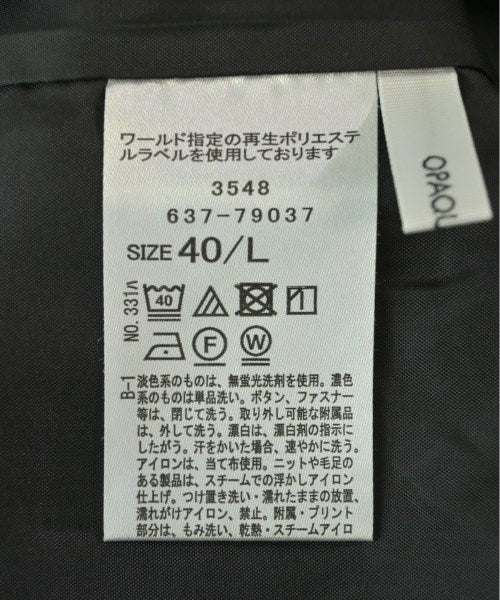 ワールド指定の再生ポリエステ
ルラベルを使用しております
3548
637-79037
SIZE 40/L
40
F W
NO. 331ハ
B-1
淡色系のものは、無蛍光洗剤を使用。濃色
系のものは単品洗い。ボタン、ファスナー
等は、閉じて洗う。取り外し可能な附属品
は、外して洗う。漂白は、漂白剤の指示に
したがう。汗をかいた場合、速やかに洗う。
アイロンは、当て布使用。ニットや毛足の
ある製品は、スチームでの浮かしアイロン
仕上げ。つけ置き洗い・濡れたままの放置、
濡れがけアイロン、禁止。附属・プリント
部分は、もみ洗い、乾熱・スチームアイロ
OPAQU